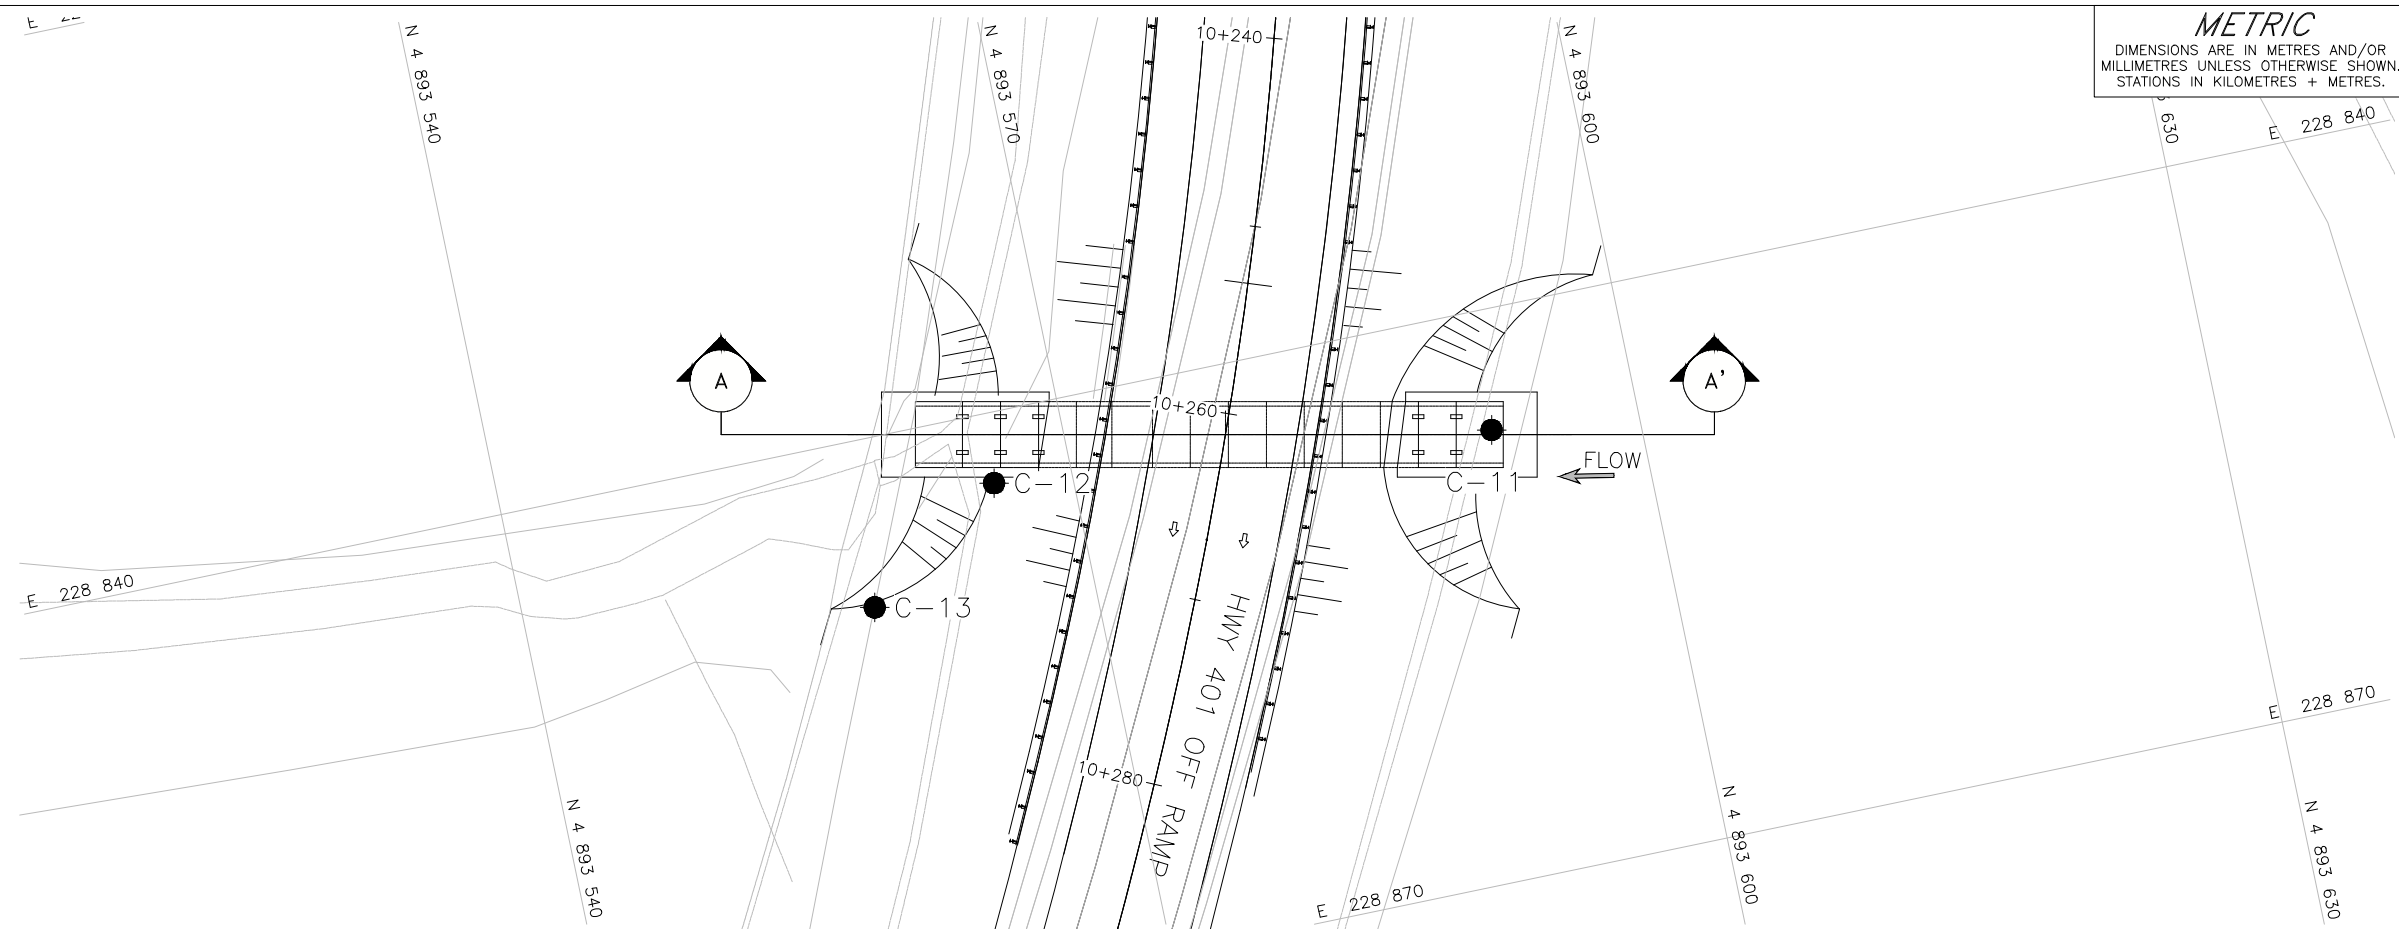 METRIC
DIMENSIONS ARE IN METRES AND/OR
MILLIMETRES UNLESS OTHERWISE SHOWN.
STATIONS IN KILOMETRES + METRES.
E
N 4 893 540
N 4 893 570
10+240
N 4 893 600
630
E 228 840
A
A'
10+260
FLOW
C-12
C-11
E 228 840
C-13
HWY 401 OFF RAMP
E 228 870
10+280
N 4 893 540
N 4 893 600
N 4 893 630
E 228 870